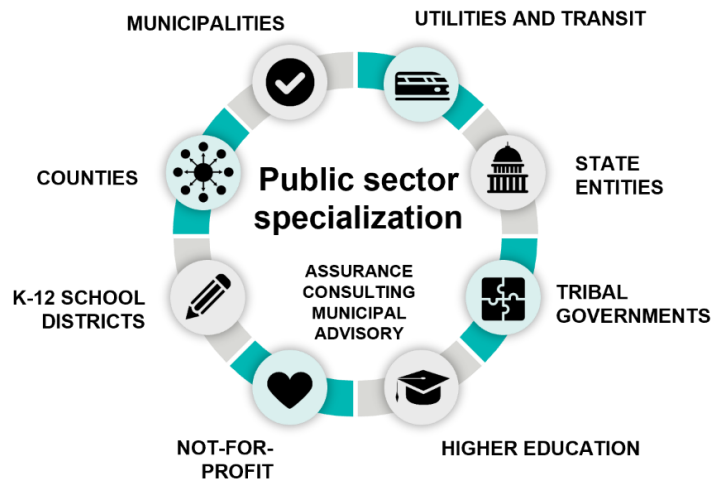 MUNICIPALITIES
UTILITIES AND TRANSIT
COUNTIES
Public sector
specialization
STATE
ENTITIES
K-12 SCHOOL
DISTRICTS
ASSURANCE
CONSULTING
MUNICIPAL
ADVISORY
TRIBAL
GOVERNMENTS
NOT-FOR-
PROFIT
HIGHER EDUCATION